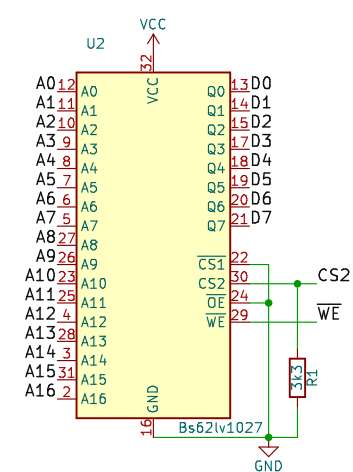 VCC
U2
32
VCC
A0 12 A0 Q0 13 D0
A1 11 A1 Q1 14 D1
A2 10 A2 Q2 15 D2
A3 9 A3 Q3 17 D3
A4 8 A4 Q4 18 D4
A5 7 A5 Q5 19 D5
A6 6 A6 Q6 20 D6
A7 5 A7 Q7 21 D7
A8 27 A8
A9 26 A9 CS1 22
A10 23 A10 CS2 30 CS2
A11 25 A11 OE 24
A12 4 A12 WE 29 WE
A13 28 A13
A14 3 A14
A15 31 A15
A16 2 A16
3k3 R1
GND
16
Bs62lv1027
GND